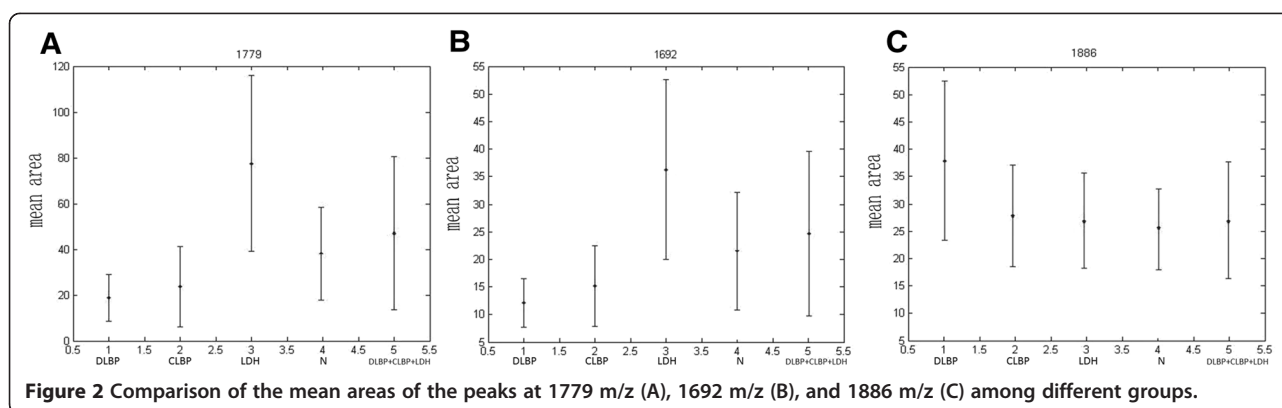 A
1779
mean area
120
100
80
60
40
20
0
0.5 1 1.5 2 2.5 3 3.5 4 4.5 5 5.5
DLBP CLBP LDH N DLBP+CLBP+LDH
B
1692
mean area
55
50
45
40
35
30
25
20
15
10
5
0.5 1 1.5 2 2.5 3 3.5 4 4.5 5 5.5
DLBP CLBP LDH N DLBP+CLBP+LDH
C
1886
mean area
55
50
45
40
35
30
25
20
15
10
5
0.5 1 1.5 2 2.5 3 3.5 4 4.5 5 5.5
DLBP CLBP LDH N DLBP+CLBP+LDH
Figure 2 Comparison of the mean areas of the peaks at 1779 m/z (A), 1692 m/z (B), and 1886 m/z (C) among different groups.